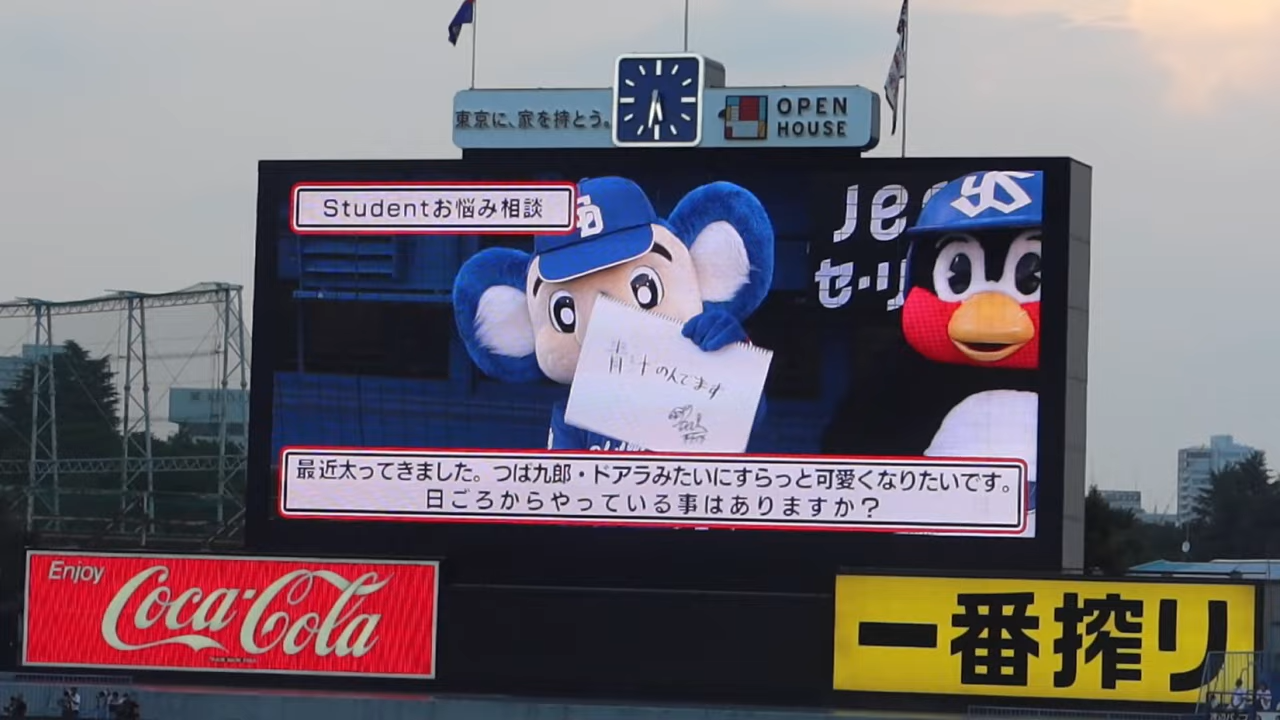 東京に、家を持とう。
OPEN
HOUSE
Studentお悩み相談
Je
セ・リ
青汁のんでます
最近太ってきました。つば九郎・ドアラみたいにすらっと可愛くなりたいです。
日ごろからやっている事はありますか？
Enjoy
Coca-Cola
一番搾り